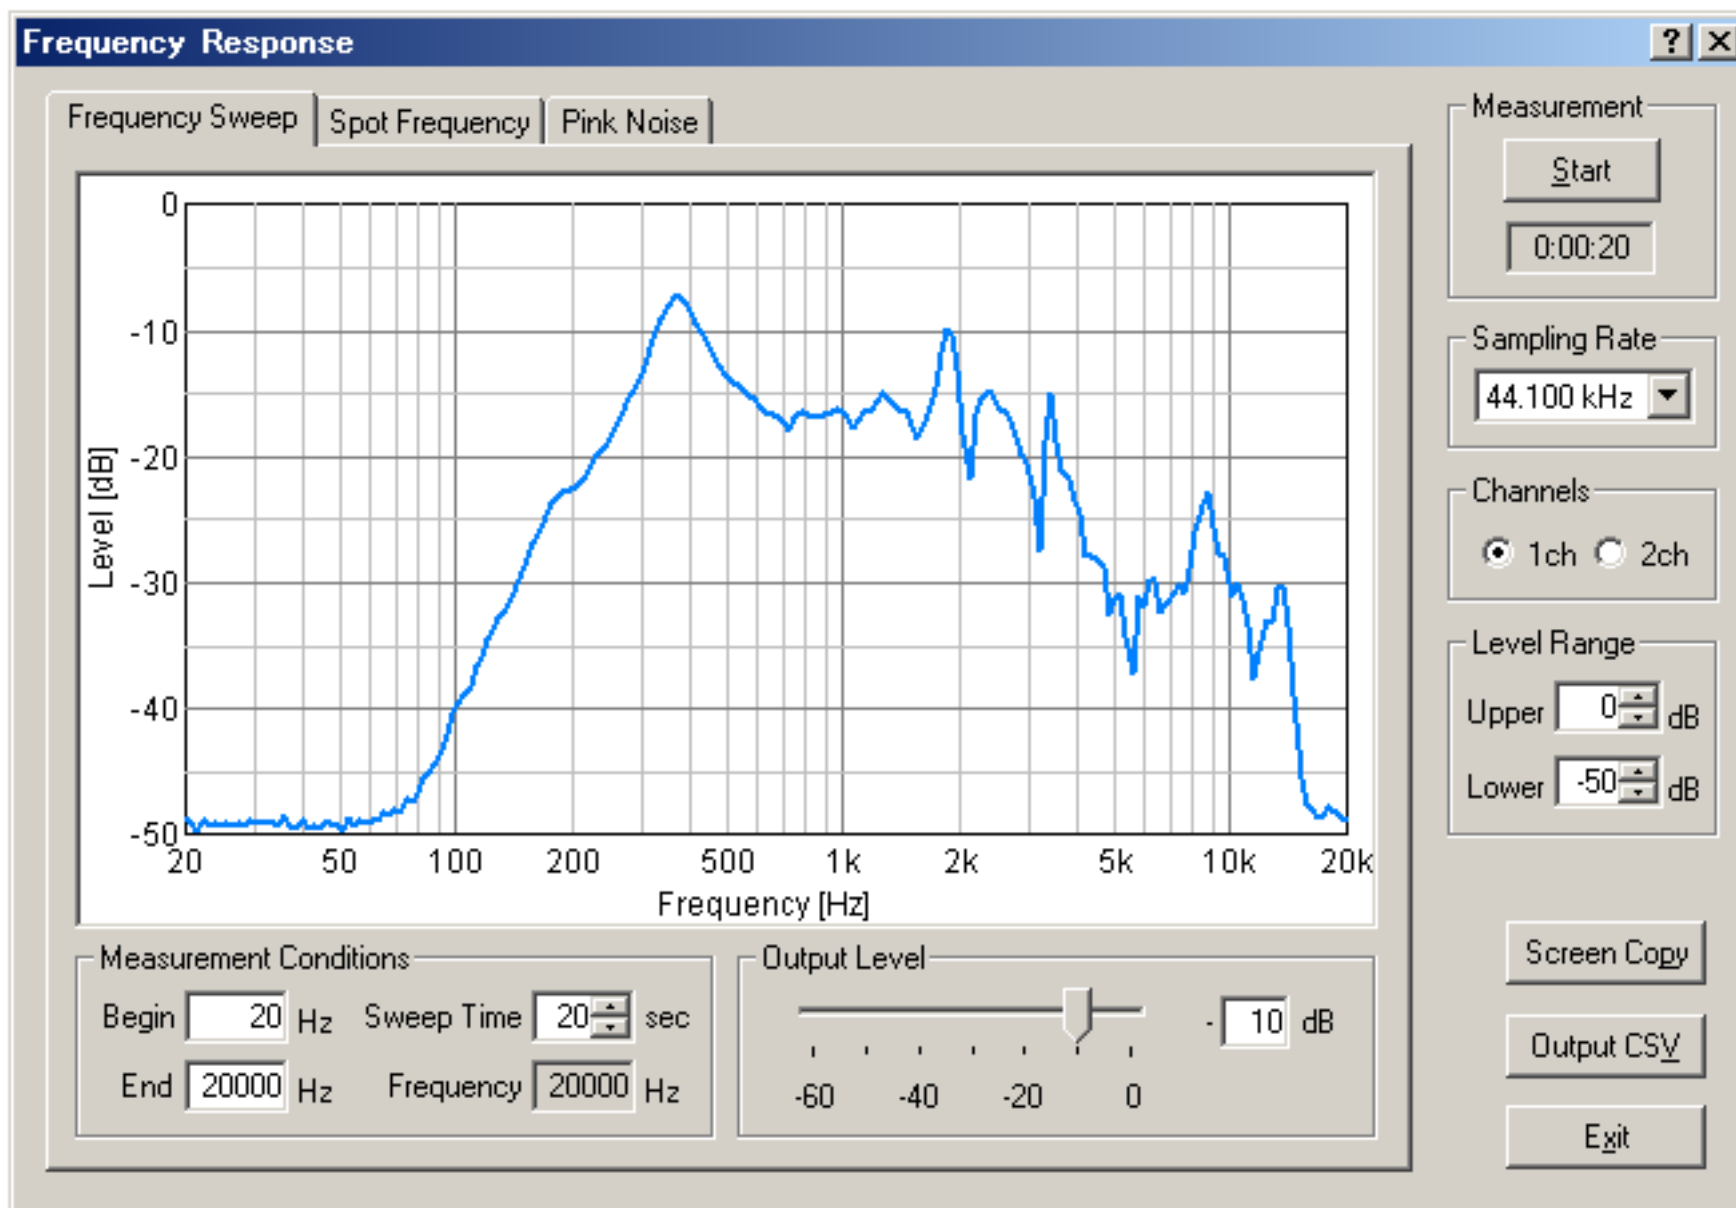 Frequency Response
Frequency Sweep
Spot Frequency
Pink Noise
0
-10
-20
-30
-40
-50
Level [dB]
20 50 100 200 500 1k 2k 5k 10k 20k
Frequency [Hz]
Measurement Conditions
Begin 20 Hz Sweep Time 20 sec
End 20000 Hz Frequency 20000 Hz
Output Level
- 10 dB
-60 -40 -20 0
Measurement
Start
0:00:20
Sampling Rate
44.100 kHz
Channels
1ch 2ch
Level Range
Upper 0 dB
Lower -50 dB
Screen Copy
Output CSV
Exit